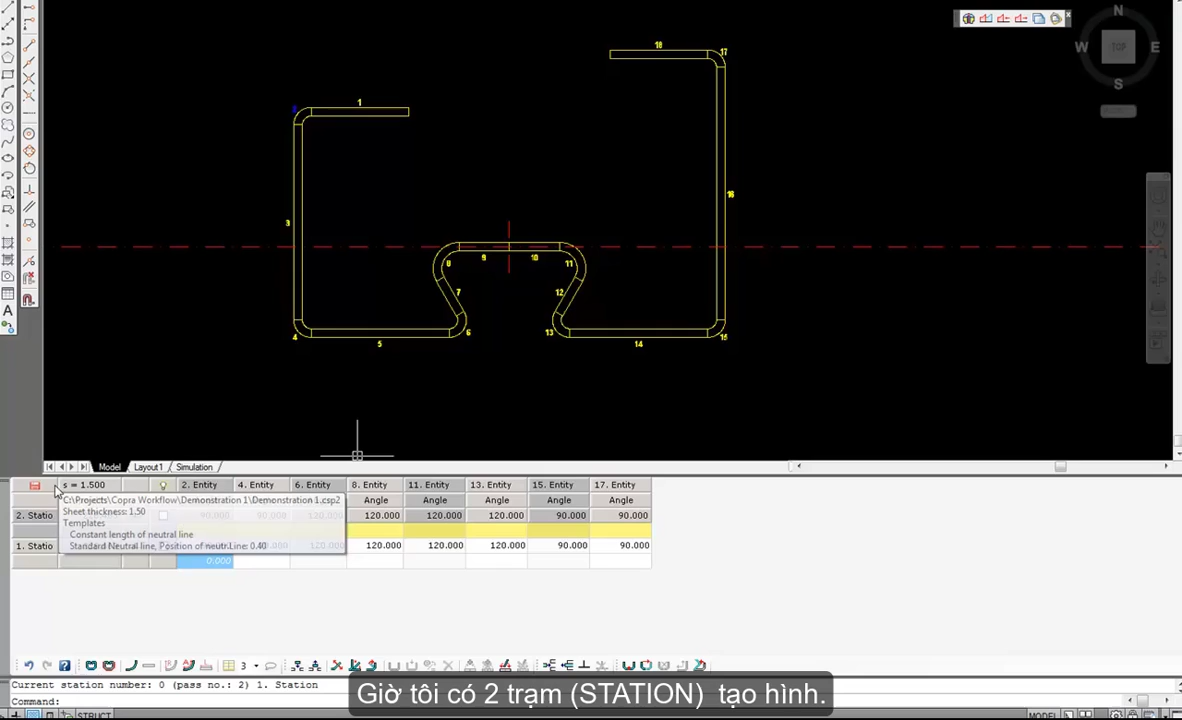 N
W TOP E
S
18
17
1
3
16
8 9 10 11
7 12
4 6 13 15
5 14
Model Layout1 Simulation
s = 1.500 2. Entity 4. Entity 6. Entity 8. Entity 11. Entity 13. Entity 15. Entity 17. Entity
Angle Angle Angle Angle Angle
C:\Projects\Copra Workflow\Demonstration 1\Demonstration 1.csp2
Sheet thickness: 1.50
2. Statio 120.000 120.000 120.000 90.000 90.000
Templates
Constant length of neutral line
1. Statio 120.000 120.000 120.000 90.000 90.000
Standard Neutral line, Position of neutr.Line: 0.40
0.000
3
Current station number: 0 (pass no.: 2) 1. Station
Command:
Giờ tôi có 2 trạm (STATION) tạo hình.
STRUCT MODEL